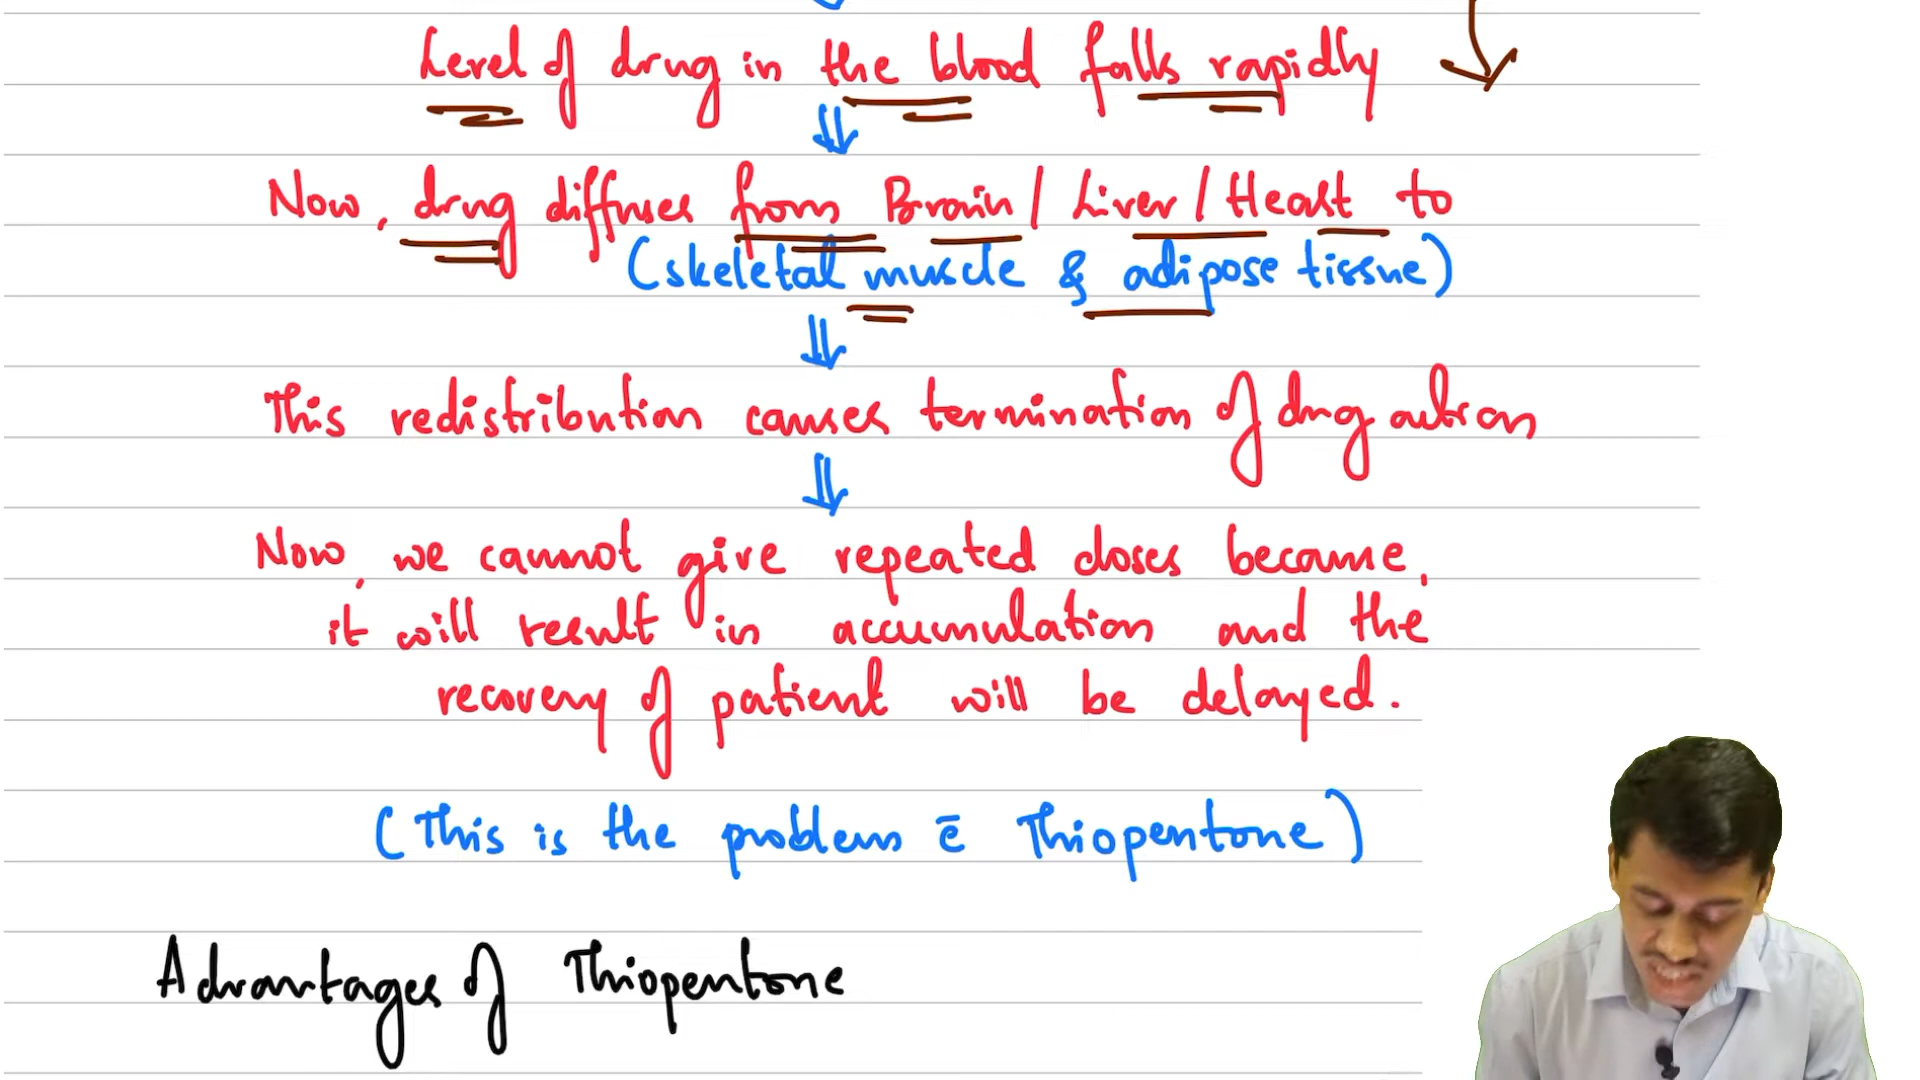 Level of drug in the blood falls rapidly
Now, drug diffuses from Brain / Liver / Heart to
(skeletal muscle & adipose tissue)
This redistribution causes termination of drug action
Now, we cannot give repeated doses because,
it will result in accumulation and the
recovery of patient will be delayed.
(This is the problem c̄ Thiopentone)
Advantages of Thiopentone